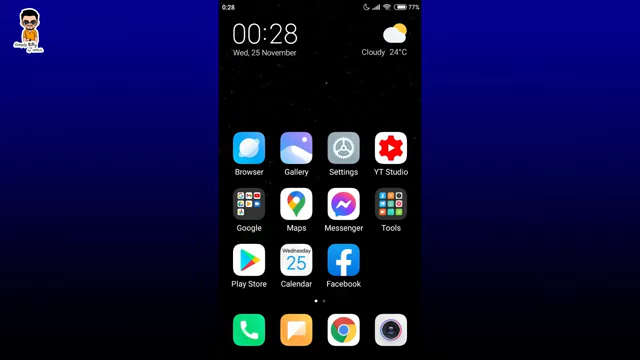 0:28
77%
00:28
Wed, 25 November
Cloudy 24°C
Browser
Gallery
Settings
YT Studio
Google
Maps
Messenger
Tools
Wednesday
25
Play Store
Calendar
Facebook